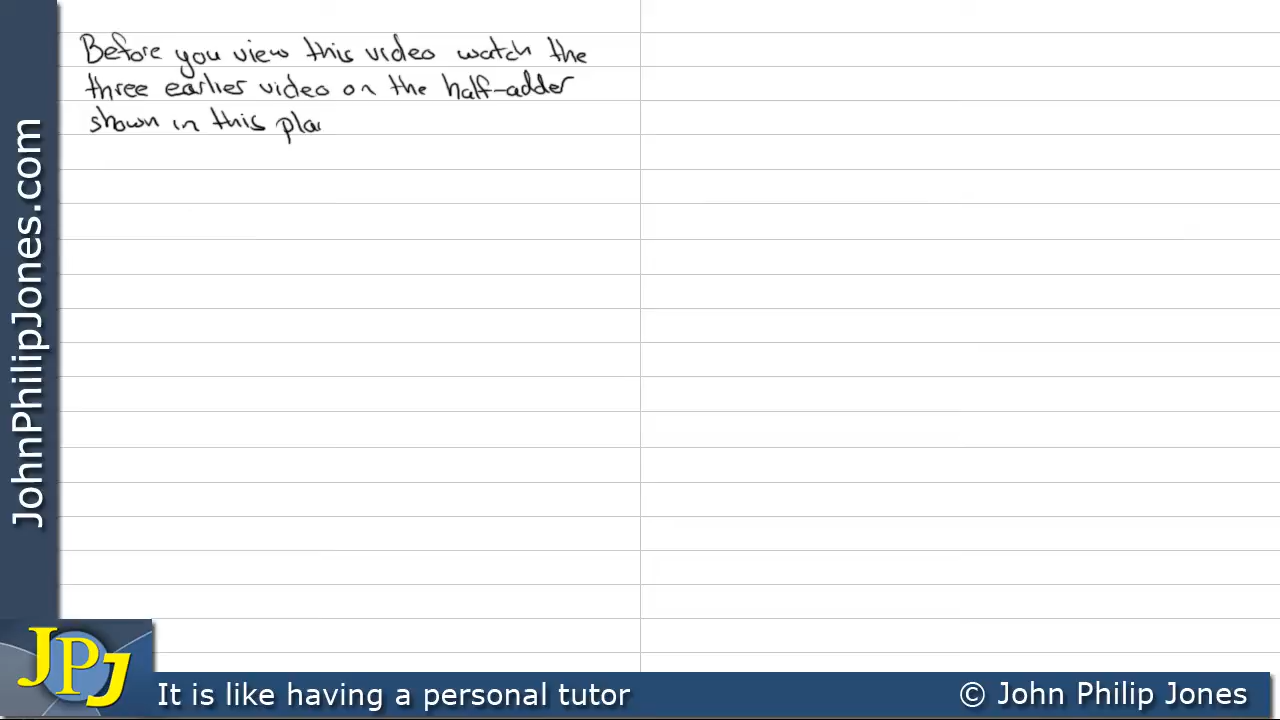 Before you view this video watch the
three earlier video on the half-adder
shown in this pla
JohnPhilipJones.com
JPJ
It is like having a personal tutor
© John Philip Jones